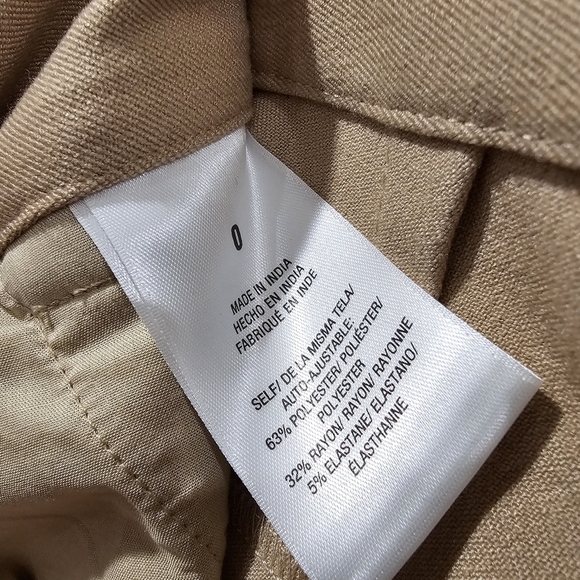 0
MADE IN INDIA
HECHO EN INDIA
FABRIQUÉ EN INDE
SELF/ DE LA MISMA TELA/
AUTO-AJUSTABLE:
63% POLYESTER/ POLIÉSTER/
POLYESTER
32% RAYON/ RAYON/ RAYONNE
5% ELASTANE/ ELASTANO/
ÉLASTHANNE